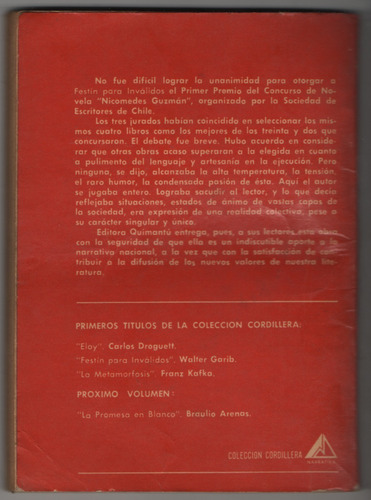 No fue difícil lograr la unanimidad para otorgar a
Festín para Inválidos el Primer Premio del Concurso de No-
vela "Nicomedes Guzmán", organizado por la Sociedad de
Escritores de Chile.
Los tres jurados habían coincidido en seleccionar los mis-
mos cuatro libros como los mejores de los treinta y dos que
concursaron. El debate fue breve. Hubo acuerdo en consi-
derar que otras obras acaso superaran a la elegida en cuanto
a pulimento del lenguaje y artesanía en la ejecución. Pero
ninguna, se dijo, alcanzaba la alta temperatura, la tensión,
el raro humor, la condensada pasión de ésta. Aquí el autor
se jugaba entero. Lograba sacudir al lector, y lo que decía
reflejaba situaciones, estados de ánimo de vastas capas de
la sociedad, era expresión de una realidad colectiva, pese a
su carácter singular y único.
Editora Quimantú entrega, pues, a sus lectores esta obra
con la seguridad de que ella es un indiscutible aporte a la
narrativa nacional, a la vez que con la satisfacción de con-
tribuir a la difusión de los nuevos valores de nuestra lite-
ratura.
PRIMEROS TITULOS DE LA COLECCION CORDILLERA:
"Eloy". Carlos Droguett.
"Festín para Inválidos". Walter Garib.
"La Metamorfosis". Franz Kafka.
PROXIMO VOLUMEN:
"La Promesa en Blanco". Braulio Arenas.
COLECCION CORDILLERA